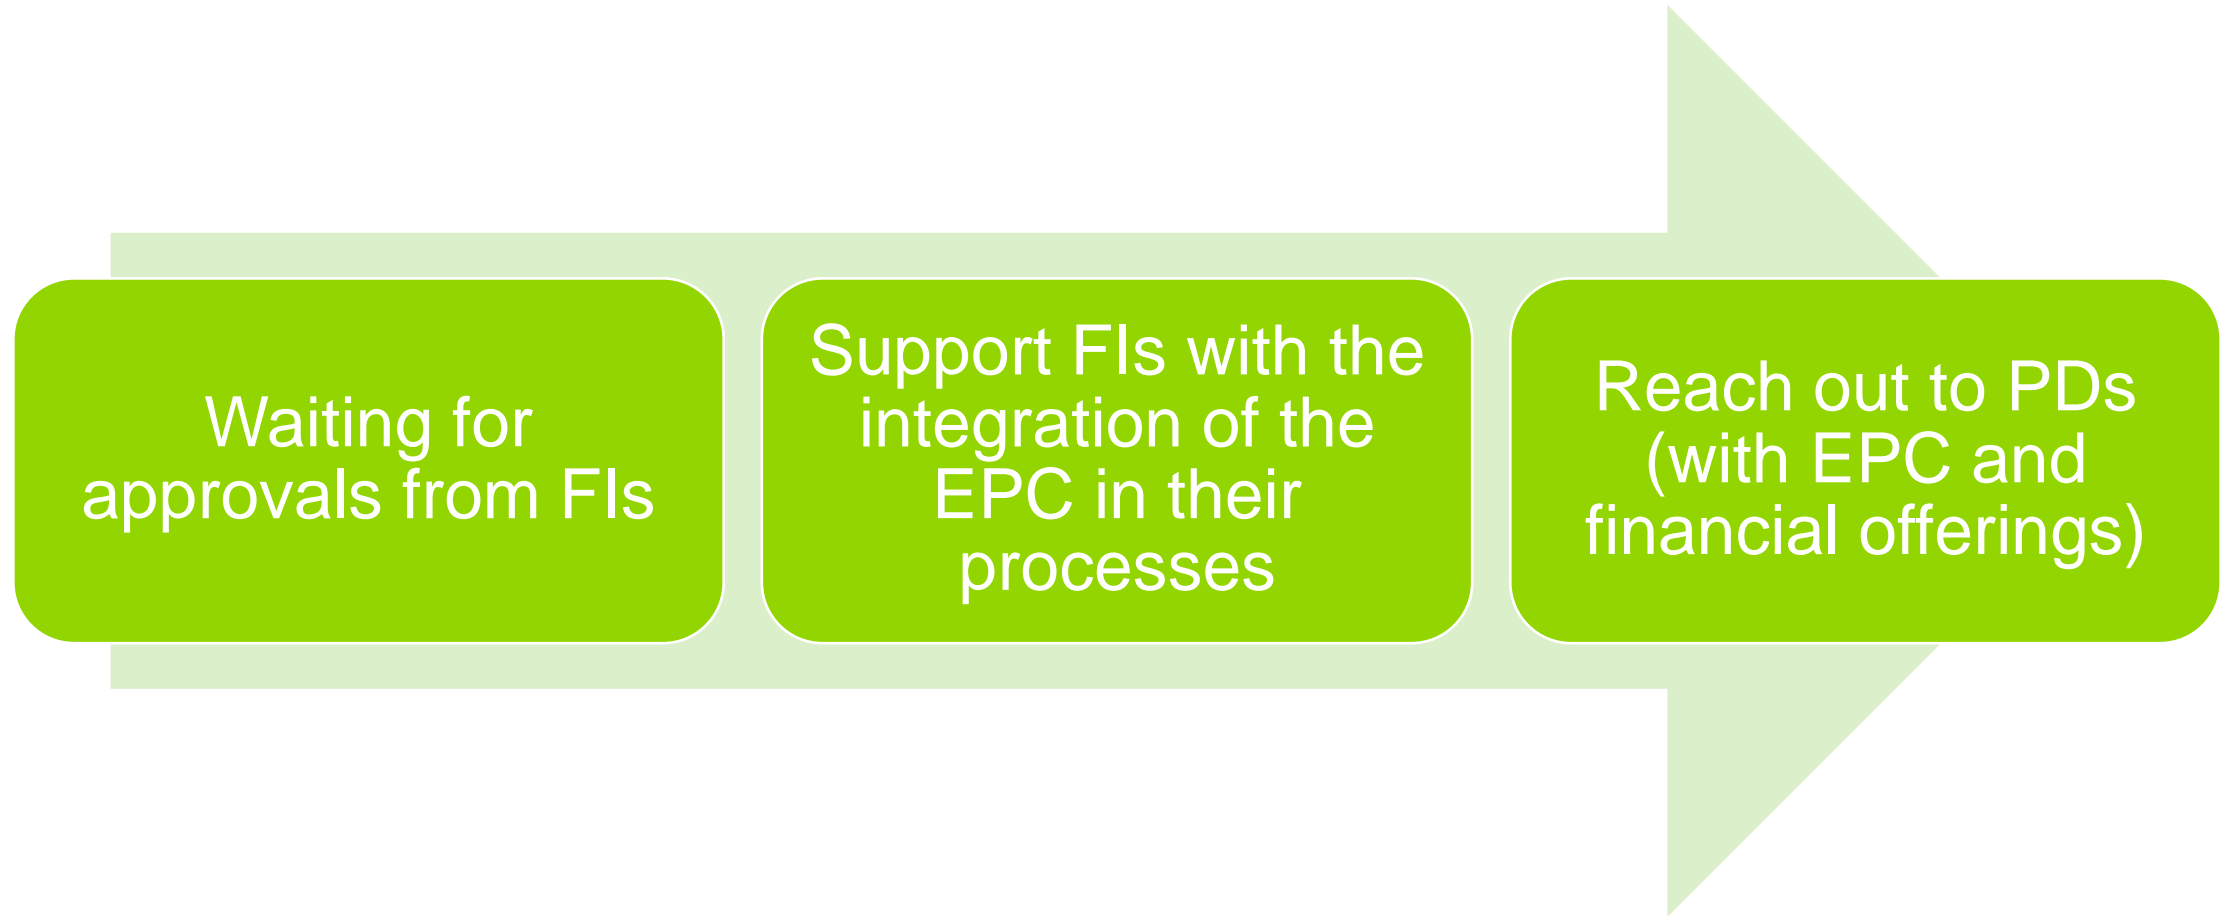 Waiting for
approvals from FIs
Support FIs with the
integration of the
EPC in their
processes
Reach out to PDs
(with EPC and
financial offerings)